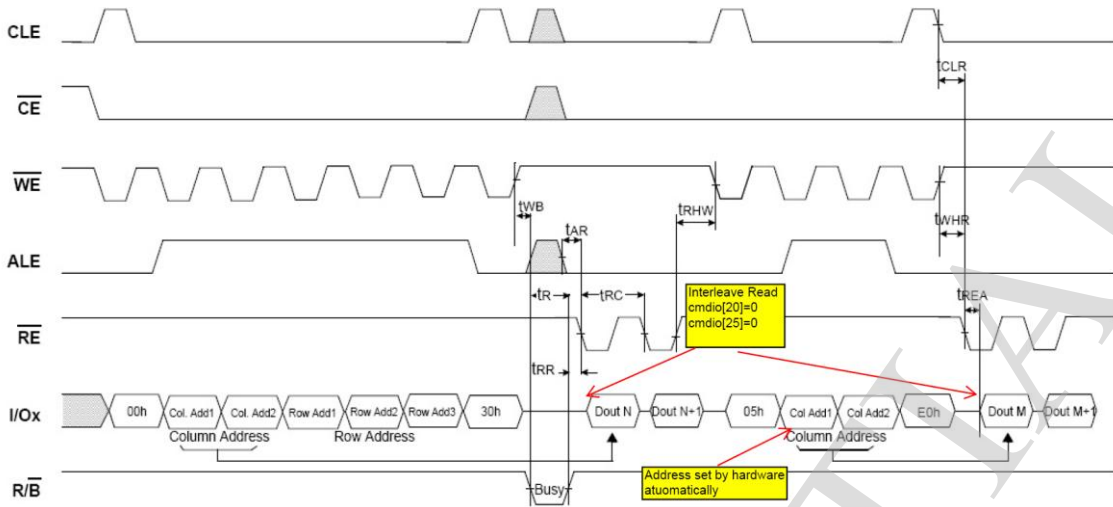 CLE
tCLR
CE
WE
tWB
tRHW
tWHR
tAR
ALE
tR
tRC
Interleave Read
cmdio[20]=0
cmdio[25]=0
tREA
RE
tRR
I/Ox
00h Col. Add1 Col. Add2 Row Add1 Row Add2 Row Add3 30h Dout N Dout N+1 05h Col Add1 Col Add2 E0h Dout M Dout M+1
Column Address Row Address Column Address
Address set by hardware
atuomatically
R/B
Busy